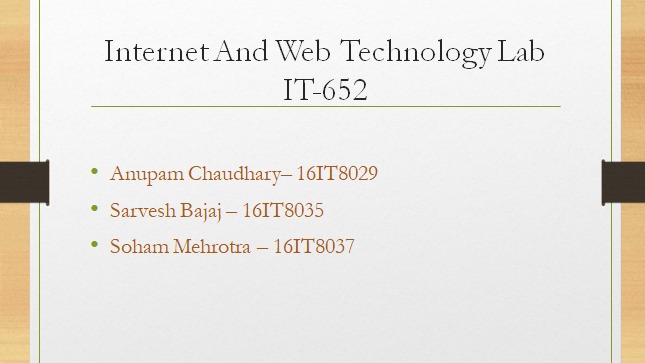 Internet And Web Technology Lab
IT-652
• Anupam Chaudhary– 16IT8029
• Sarvesh Bajaj – 16IT8035
• Soham Mehrotra – 16IT8037